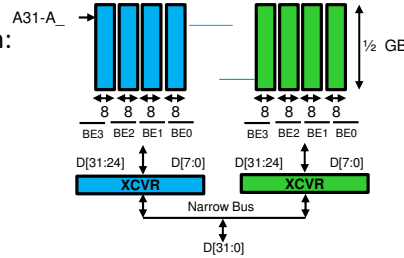 A31-A_
n:
½ GB
8 8 8 8 8 8 8 8
BE3 BE2 BE1 BE0 BE3 BE2 BE1 BE0
D[31:24] D[7:0] D[31:24] D[7:0]
XCVR XCVR
Narrow Bus
D[31:0]